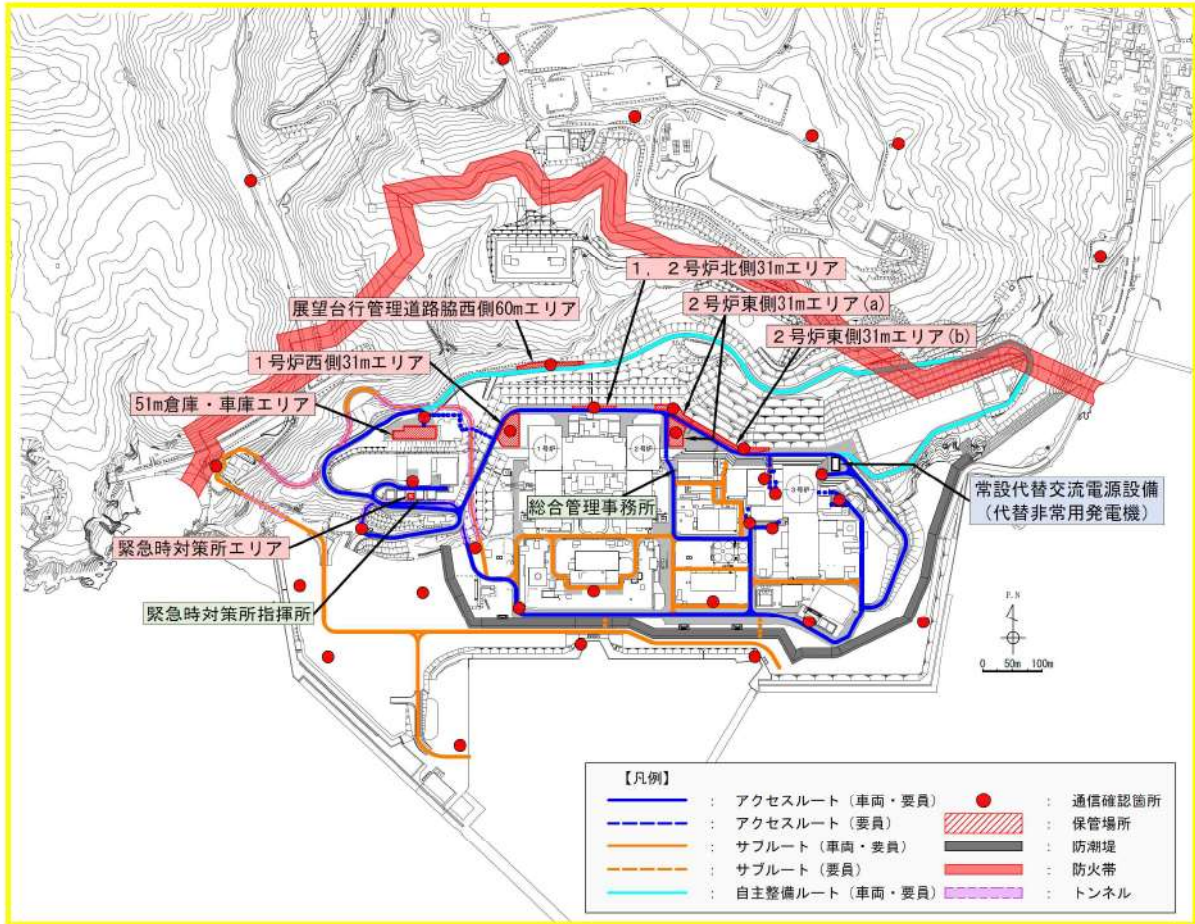 1,2号炉北側31mエリア
2号炉東側31mエリア(a)
展望台行管理道路脇西側60mエリア
2号炉東側31mエリア(b)
1号炉西側31mエリア
51m倉庫・車庫エリア
1号炉
2号炉
3号炉
総合管理事務所
常設代替交流電源設備
(代替非常用発電機)
緊急時対策所エリア
緊急時対策所指揮所
P.N
0 50m 100m
【凡例】
: アクセスルート(車両・要員)
: 通信確認箇所
: アクセスルート(要員)
: 保管場所
: サブルート(車両・要員)
: 防潮堤
: サブルート(要員)
: 防火帯
: 自主整備ルート(車両・要員)
: トンネル